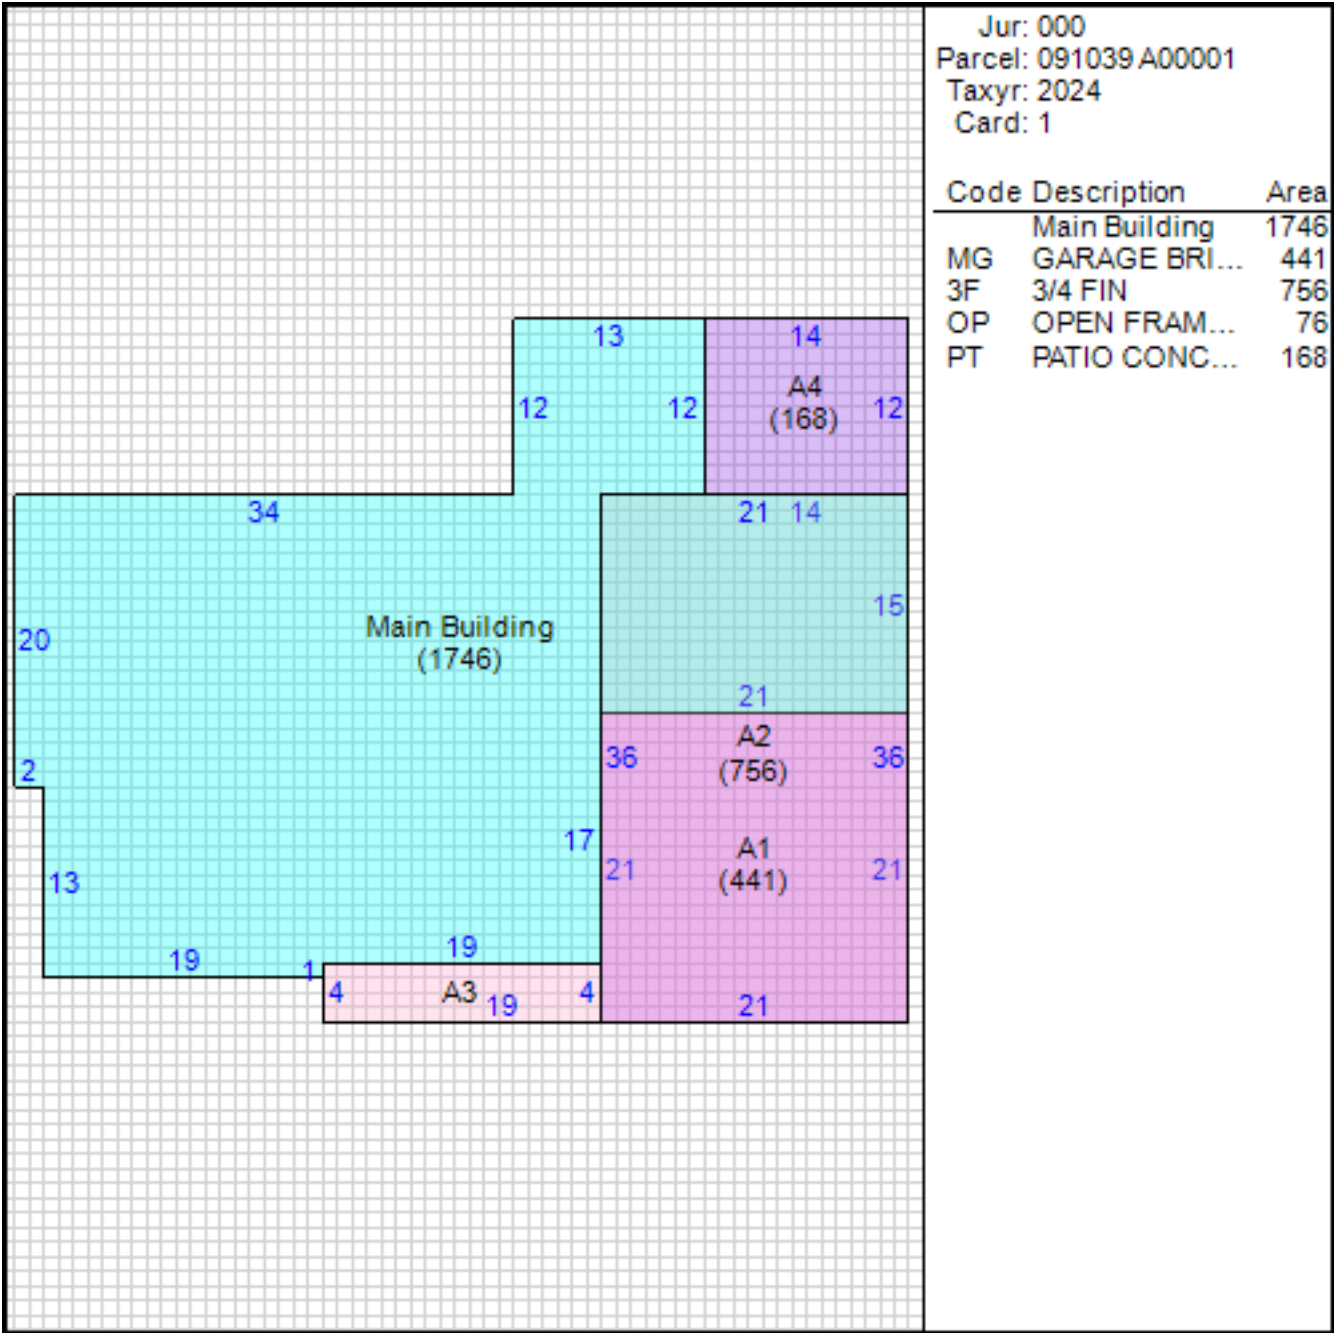 Jur: 000
Parcel: 091039 A00001
Taxyr: 2024
Card: 1
Code Description Area
Main Building 1746
MG GARAGE BRI... 441
3F 3/4 FIN 756
OP OPEN FRAM... 76
PT PATIO CONC... 168
13 14
A4
12 12 (168) 12
34 21 14
15
Main Building
20 (1746)
21
A2
36 36
2 (756)
17 A1
21 21
13 (441)
19
19 1
4 A3 19 4 21